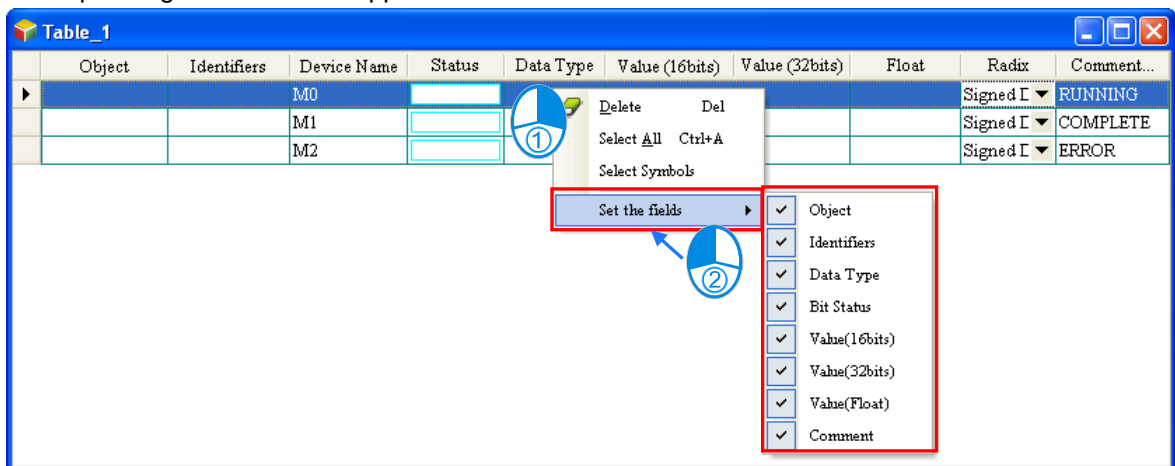 Table_1
Object Identifiers Device Name Status Data Type Value (16bits) Value (32bits) Float Radix Comment...
M0 Signed D RUNNING
M1 Signed D COMPLETE
M2 Signed D ERROR
Delete Del
Select All Ctrl+A
Select Symbols
Set the fields
Object
Identifiers
Data Type
Bit Status
Value(16bits)
Value(32bits)
Value(Float)
Comment
1
2